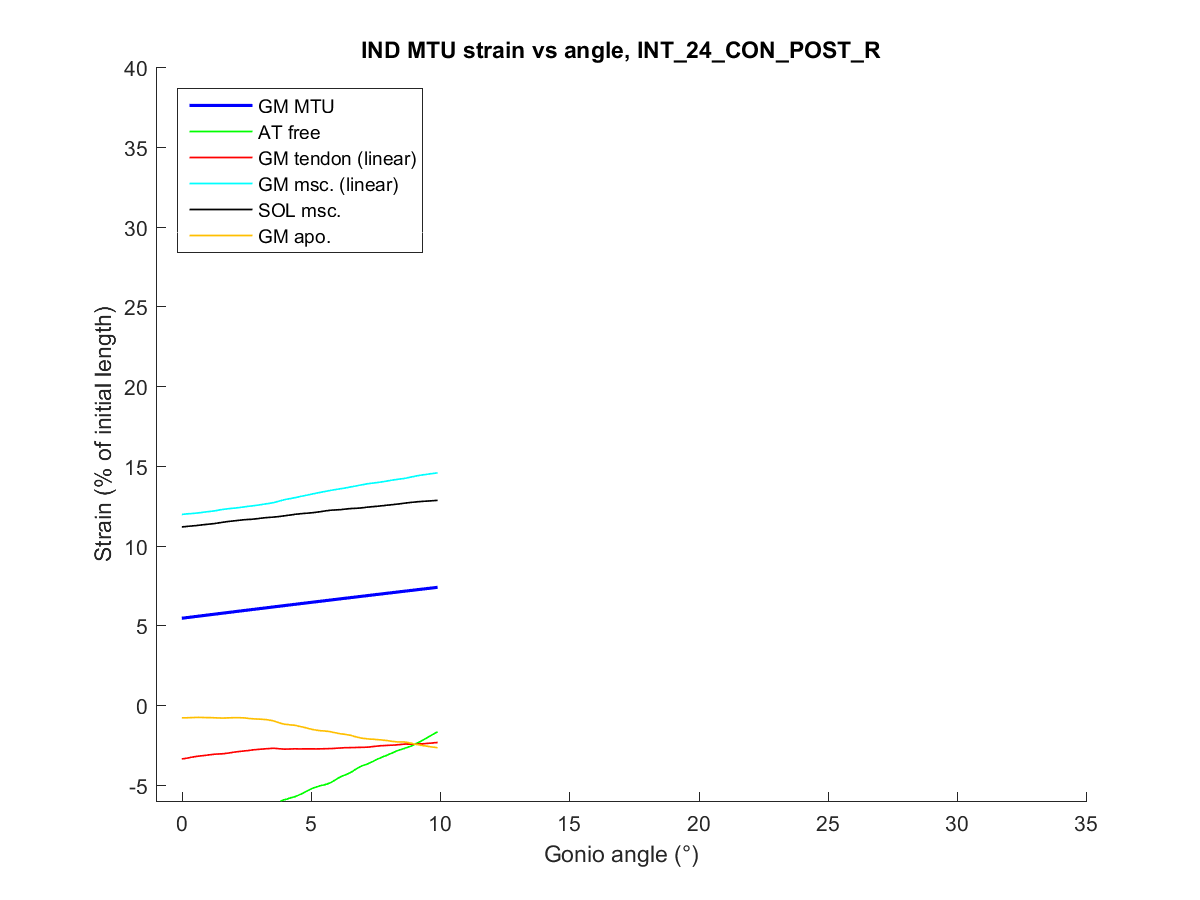 IND MTU strain vs angle, INT_24_CON_POST_R
40
35
30
25
20
15
10
5
0
-5
Strain (% of initial length)
GM MTU
AT free
GM tendon (linear)
GM msc. (linear)
SOL msc.
GM apo.
0 5 10 15 20 25 30 35
Gonio angle (°)